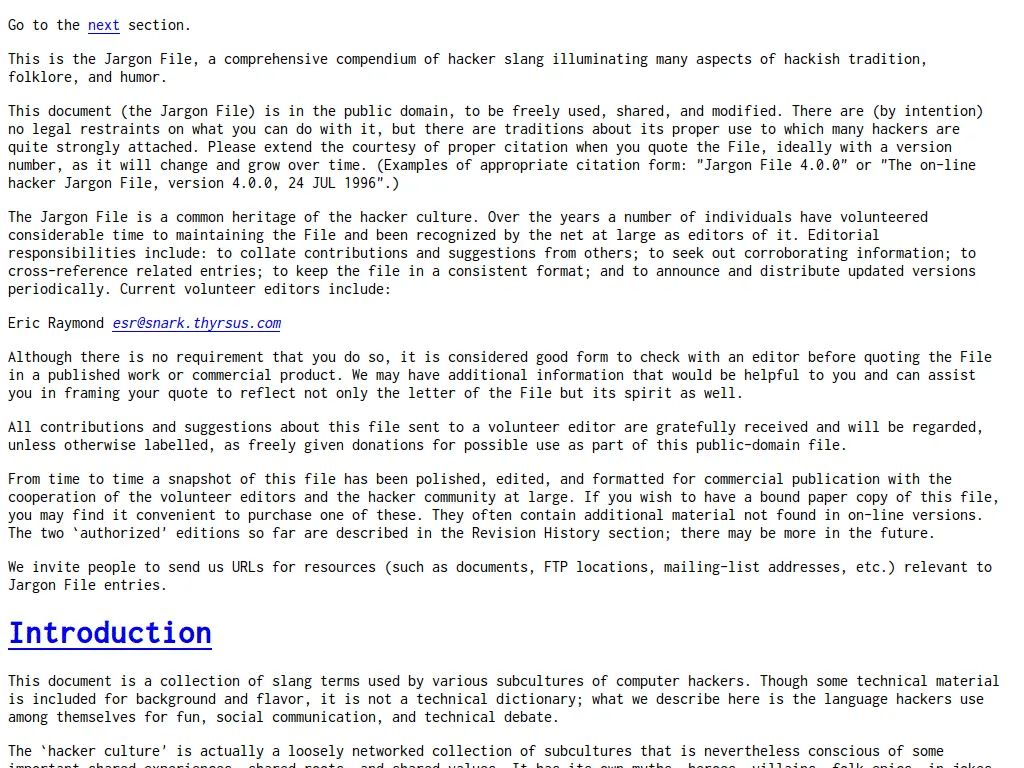 Go to the next section.
This is the Jargon File, a comprehensive compendium of hacker slang illuminating many aspects of hackish tradition,
folklore, and humor.
This document (the Jargon File) is in the public domain, to be freely used, shared, and modified. There are (by intention)
no legal restraints on what you can do with it, but there are traditions about its proper use to which many hackers are
quite strongly attached. Please extend the courtesy of proper citation when you quote the File, ideally with a version
number, as it will change and grow over time. (Examples of appropriate citation form: "Jargon File 4.0.0" or "The on-line
hacker Jargon File, version 4.0.0, 24 JUL 1996".)
The Jargon File is a common heritage of the hacker culture. Over the years a number of individuals have volunteered
considerable time to maintaining the File and been recognized by the net at large as editors of it. Editorial
responsibilities include: to collate contributions and suggestions from others; to seek out corroborating information; to
cross-reference related entries; to keep the file in a consistent format; and to announce and distribute updated versions
periodically. Current volunteer editors include:
Eric Raymond esr@snark.thyrsus.com
Although there is no requirement that you do so, it is considered good form to check with an editor before quoting the File
in a published work or commercial product. We may have additional information that would be helpful to you and can assist
you in framing your quote to reflect not only the letter of the File but its spirit as well.
All contributions and suggestions about this file sent to a volunteer editor are gratefully received and will be regarded,
unless otherwise labelled, as freely given donations for possible use as part of this public-domain file.
From time to time a snapshot of this file has been polished, edited, and formatted for commercial publication with the
cooperation of the volunteer editors and the hacker community at large. If you wish to have a bound paper copy of this file,
you may find it convenient to purchase one of these. They often contain additional material not found in on-line versions.
The two `authorized' editions so far are described in the Revision History section; there may be more in the future.
We invite people to send us URLs for resources (such as documents, FTP locations, mailing-list addresses, etc.) relevant to
Jargon File entries.
Introduction
This document is a collection of slang terms used by various subcultures of computer hackers. Though some technical material
is included for background and flavor, it is not a technical dictionary; what we describe here is the language hackers use
among themselves for fun, social communication, and technical debate.
The `hacker culture' is actually a loosely networked collection of subcultures that is nevertheless conscious of some
important shared experiences, shared roots, and shared values. It has its own myths, heroes, villains, folk epics, in-jokes,